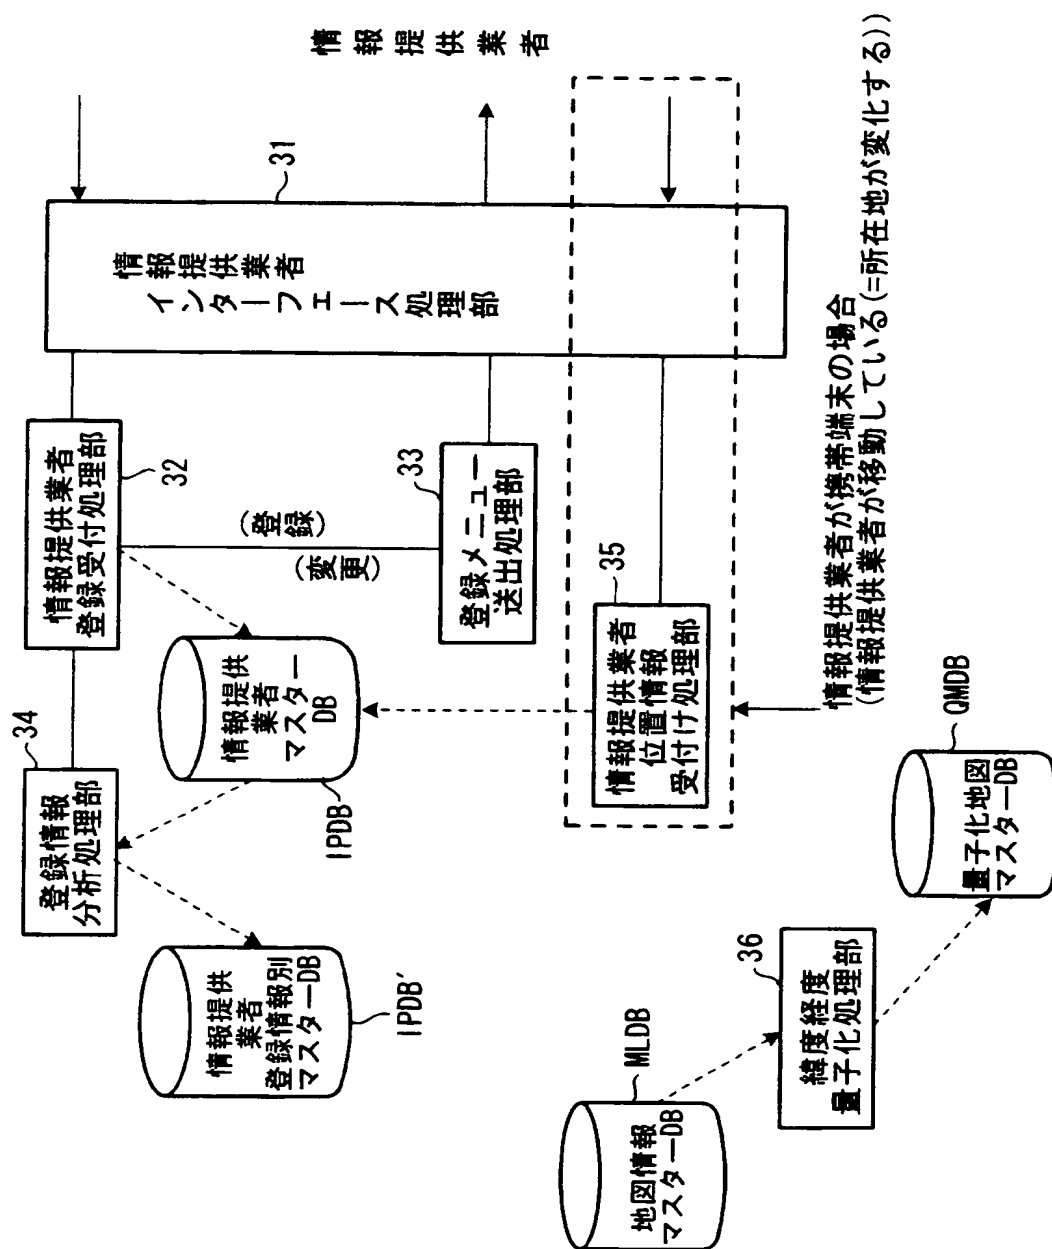 情報提供業者
31
情報提供業者
インターフェース処理部
情報提供業者
登録受付処理部
32
(登録)
(変更)
登録メニュー
送出処理部
33
登録情報
分析処理部
34
情報提供
業者
マスター
DB
IPDB
情報提供
業者
登録情報別
マスターDB
IPDB'
情報提供業者
位置情報
受付け処理部
35
情報提供業者が携帯端末の場合
(情報提供業者が移動している(=所在地が変化する))
地図情報
マスターDB
MLDB
緯度経度
量子化処理部
36
量子化地図
マスターDB
QMDB